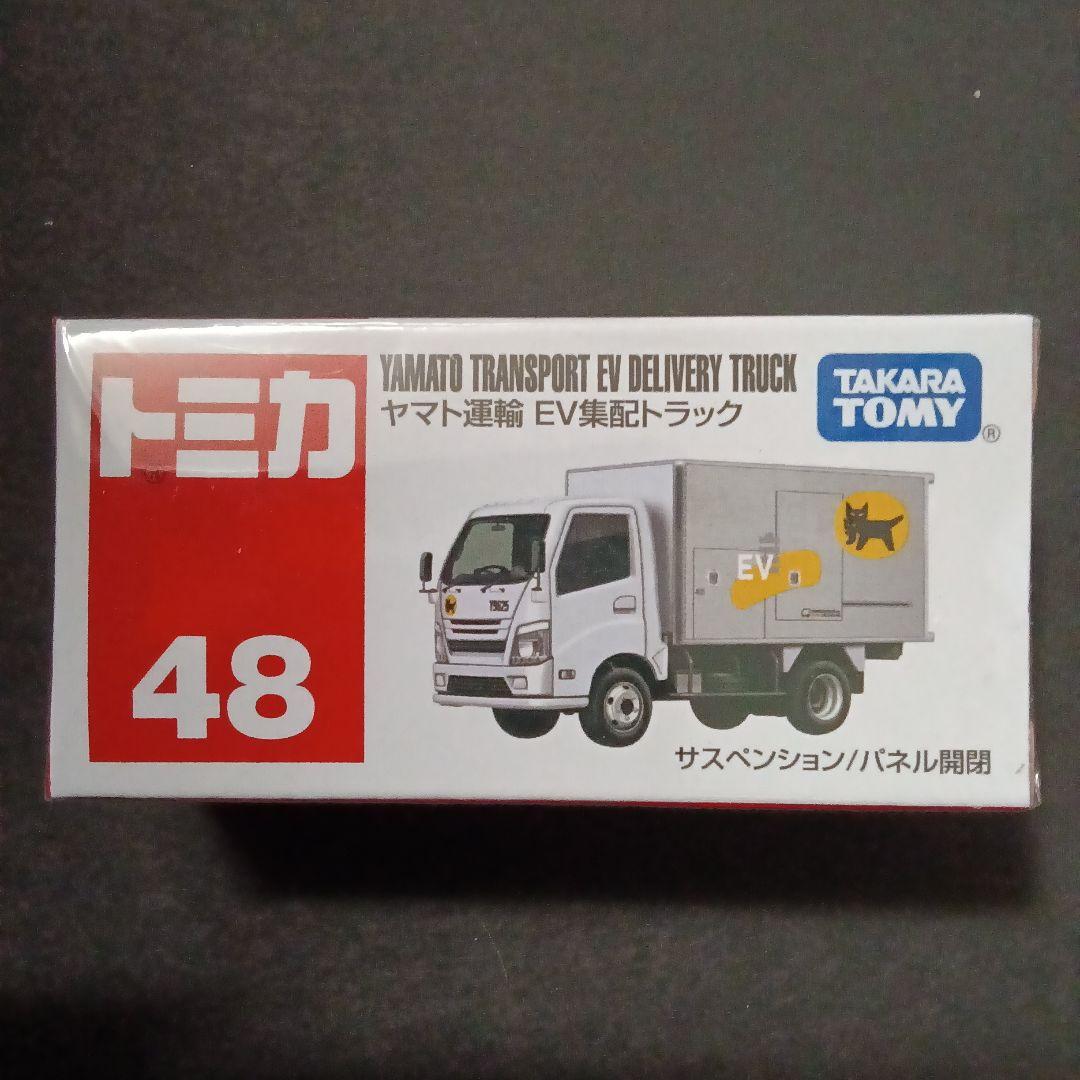 トミカ
48
YAMATO TRANSPORT EV DELIVERY TRUCK
ヤマト運輸 EV集配トラック
TAKARA
TOMY
®
EV
サスペンション/パネル開閉